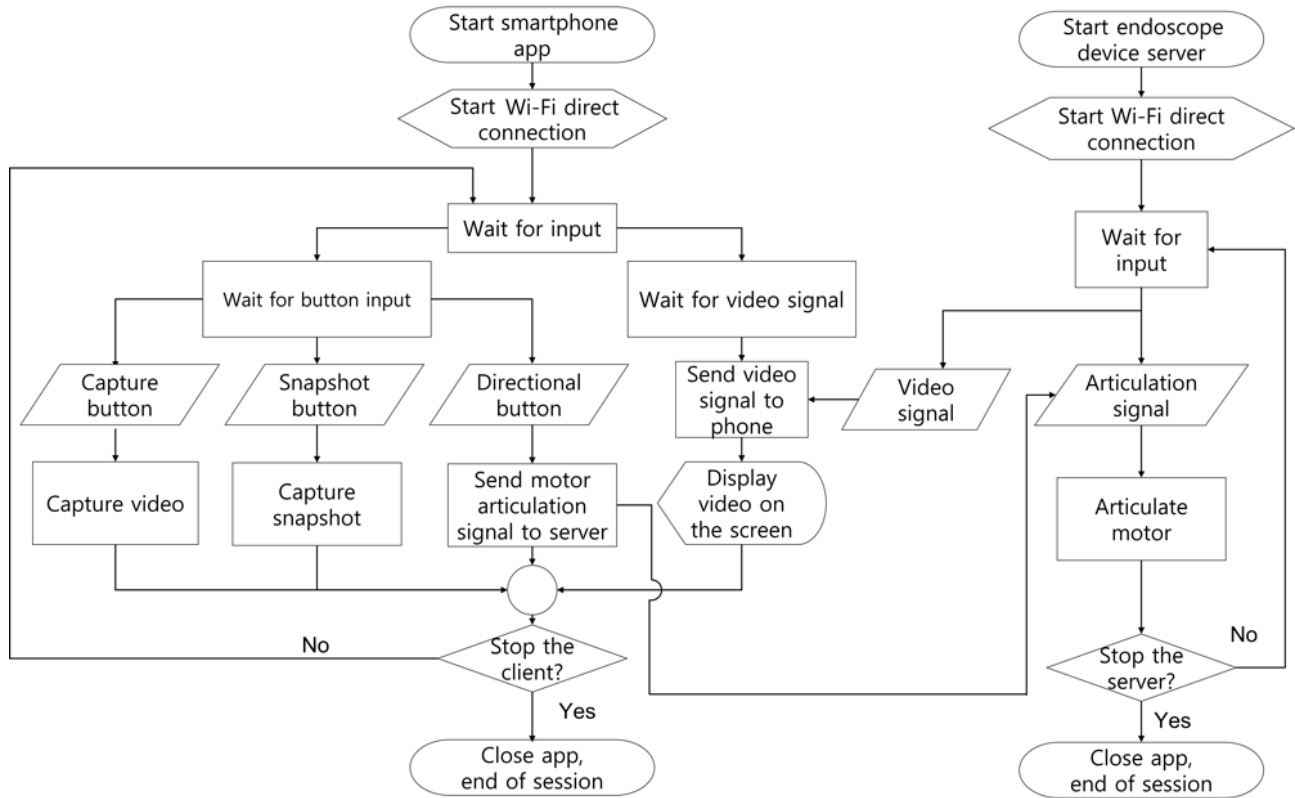 Start smartphone
app
Start endoscope
device server
Start Wi-Fi direct
connection
Start Wi-Fi direct
connection
Wait for input
Wait for
input
Wait for button input
Wait for video signal
Capture
button
Snapshot
button
Directional
button
Send video
signal to
phone
Video
signal
Articulation
signal
Capture video
Capture
snapshot
Send motor
articulation
signal to server
Display
video on
the screen
Articulate
motor
No
Stop the
client?
Yes
No
Stop the
server?
Yes
Close app,
end of session
Close app,
end of session